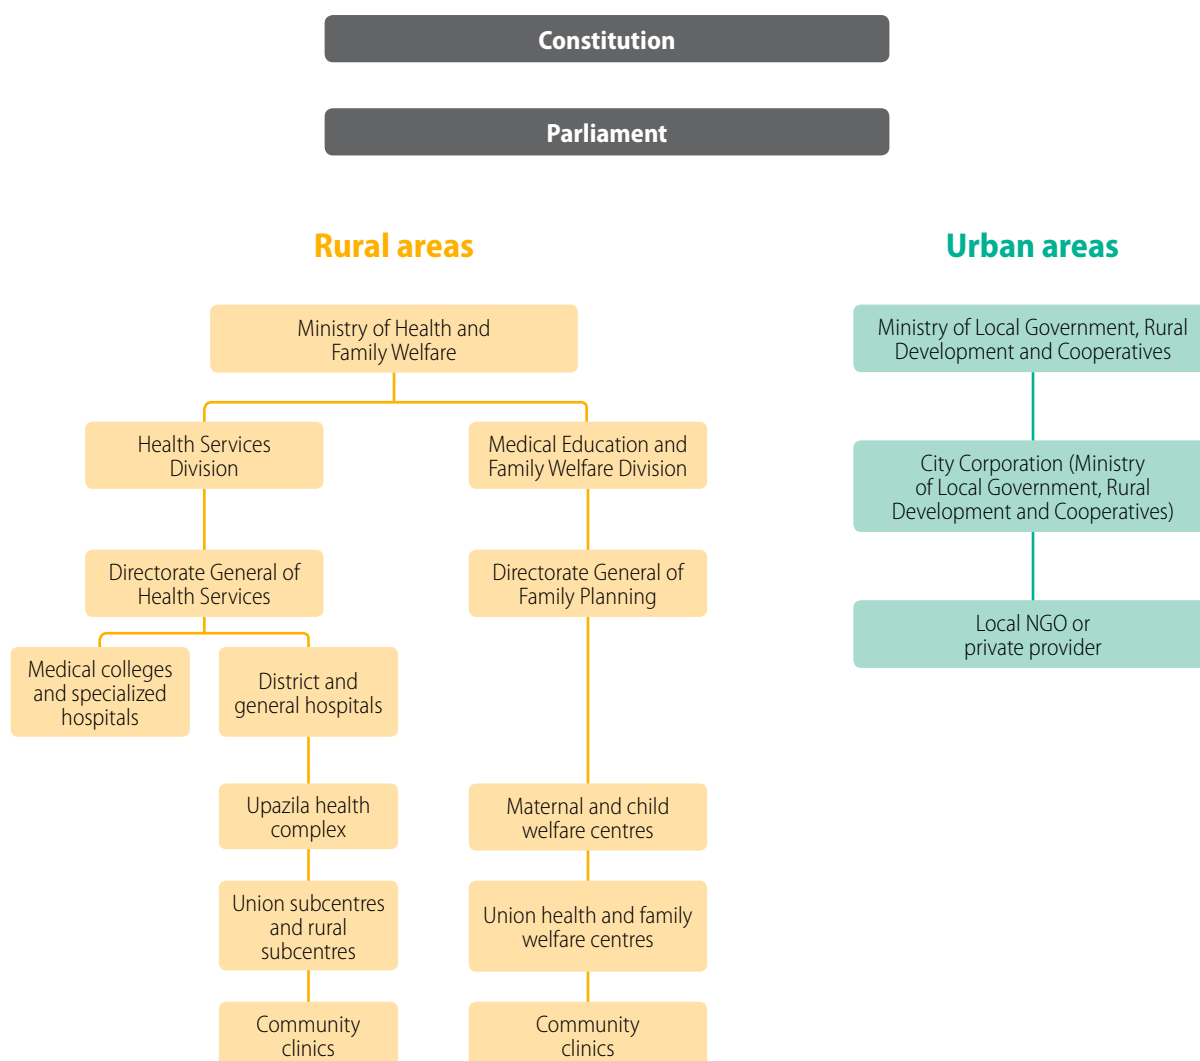 Constitution
Parliament
Rural areas
Urban areas
Ministry of Health and
Family Welfare
Ministry of Local Government, Rural
Development and Cooperatives
Health Services
Division
Medical Education and
Family Welfare Division
City Corporation (Ministry
of Local Government, Rural
Development and Cooperatives)
Directorate General of
Health Services
Directorate General of
Family Planning
Local NGO or
private provider
Medical colleges
and specialized
hospitals
District and
general hospitals
Upazila health
complex
Maternal and child
welfare centres
Union subcentres
and rural
subcentres
Union health and family
welfare centres
Community
clinics
Community
clinics